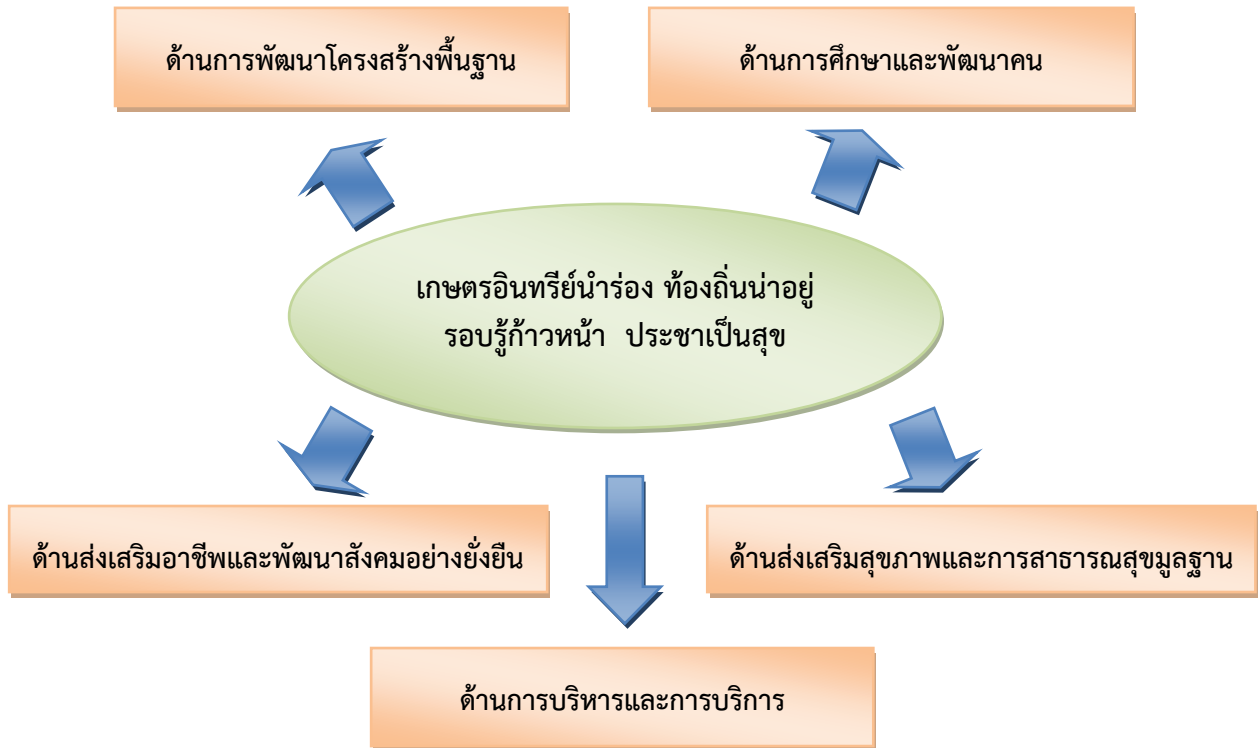 ด้านการพัฒนาโครงสร้างพื้นฐาน
ด้านการศึกษาและพัฒนาคน
เกษตรอินทรีย์นำร่อง ท้องถิ่นน่าอยู่
รอบรู้ก้าวหน้า ประชาเป็นสุข
ด้านส่งเสริมอาชีพและพัฒนาสังคมอย่างยั่งยืน
ด้านส่งเสริมสุขภาพและการสาธารณสุขมูลฐาน
ด้านการบริหารและการบริการ